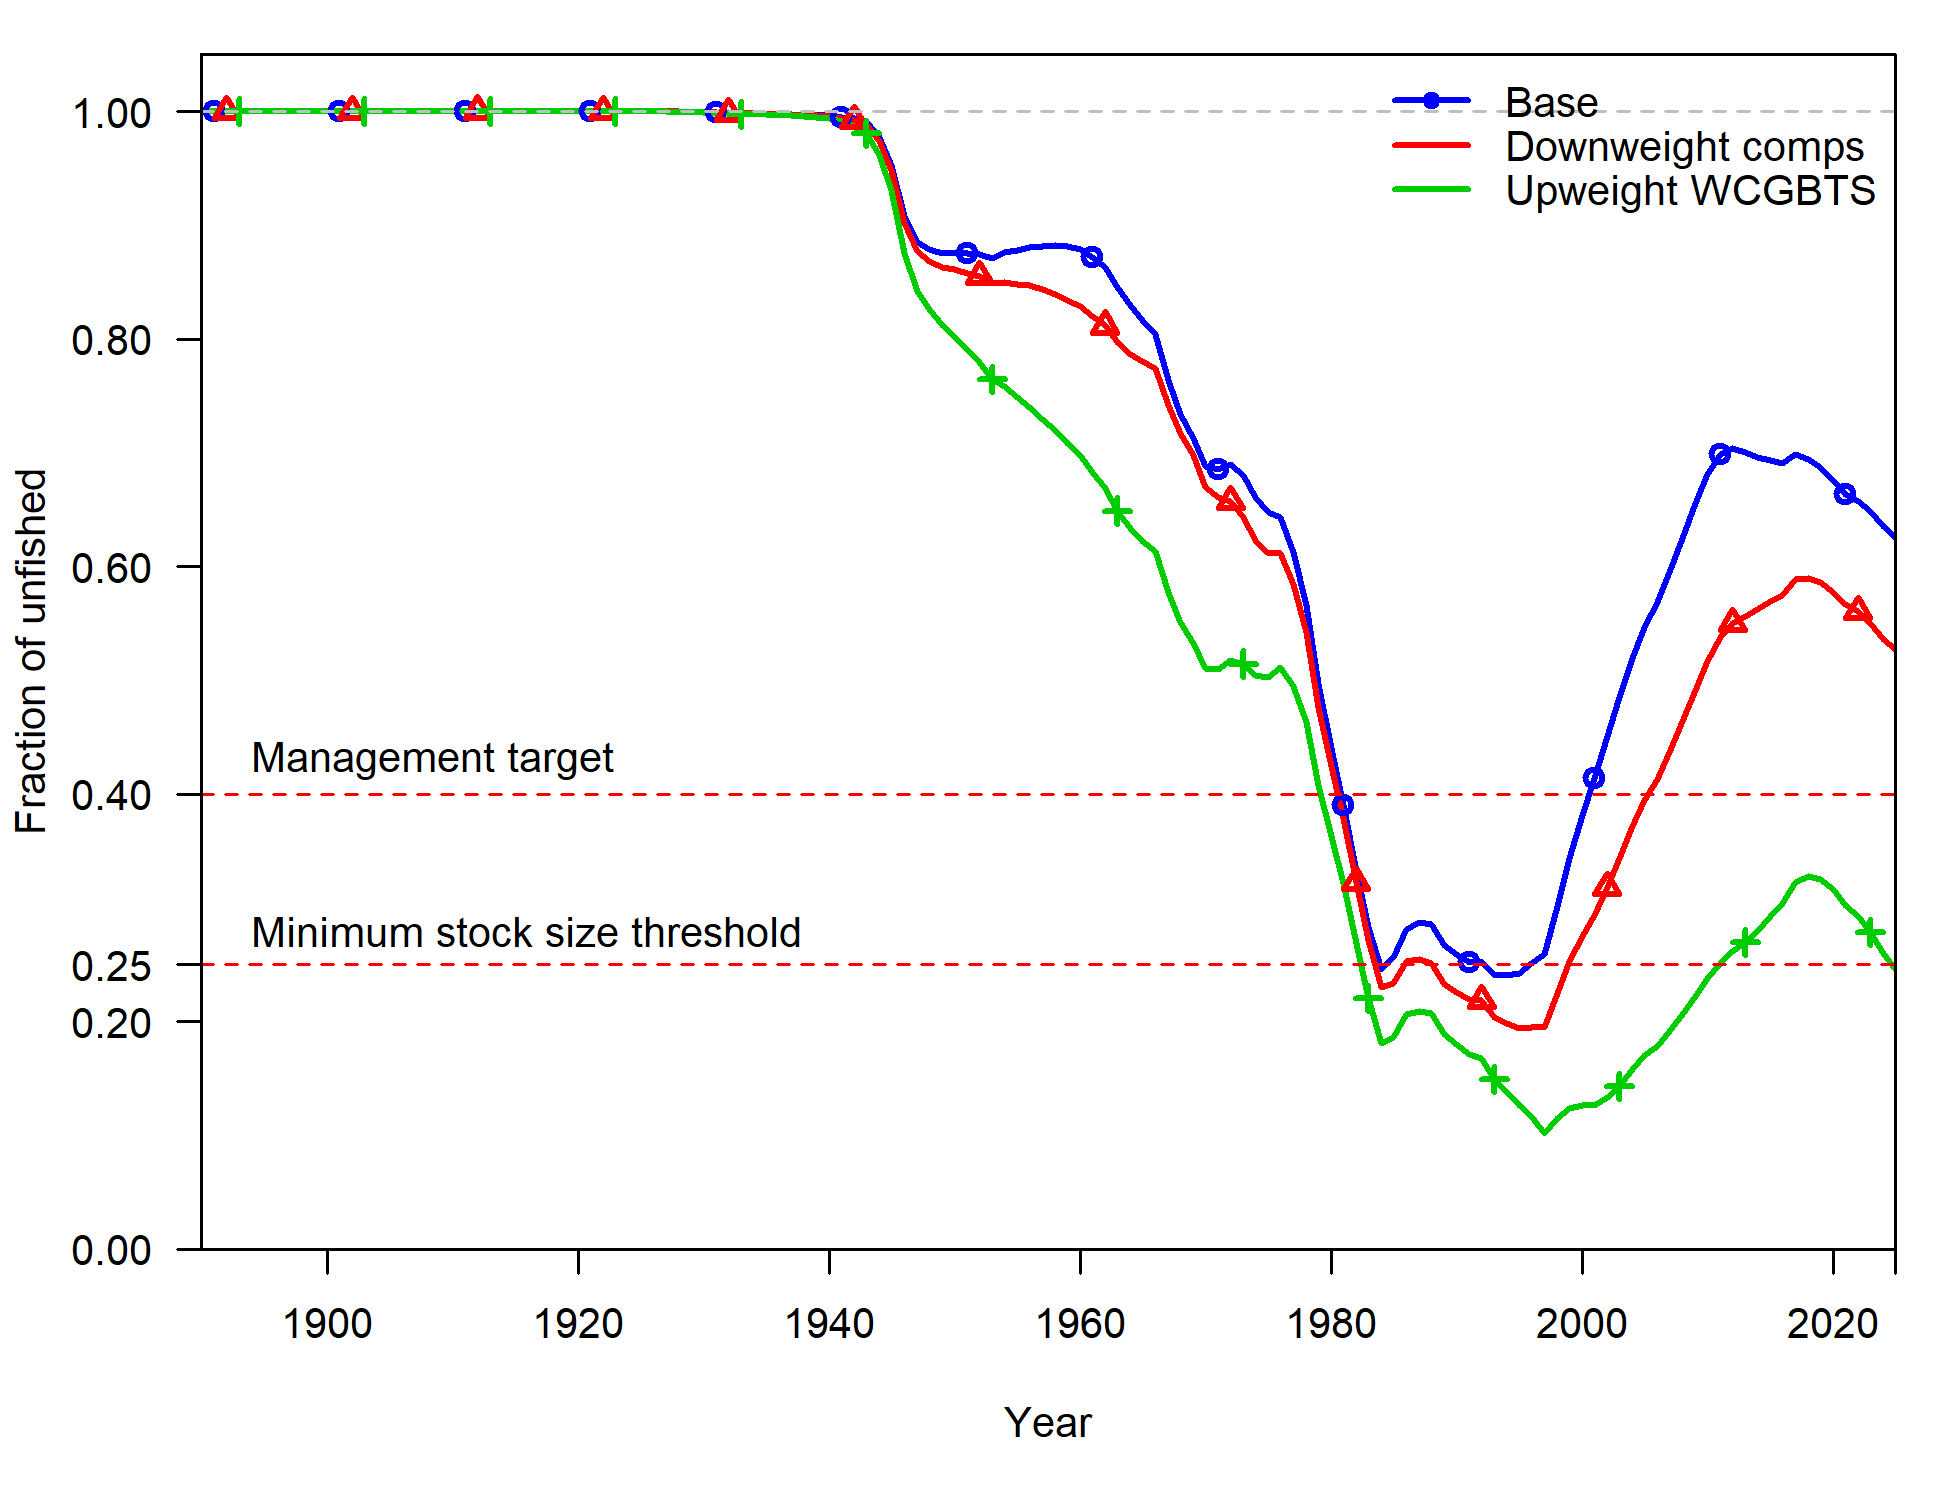 Base
Downweight comps
Upweight WCGBTS
1.00
0.80
0.60
0.40
0.25
0.20
0.00
Fraction of unfished
Management target
Minimum stock size threshold
1900
1920
1940
1960
1980
2000
2020
Year